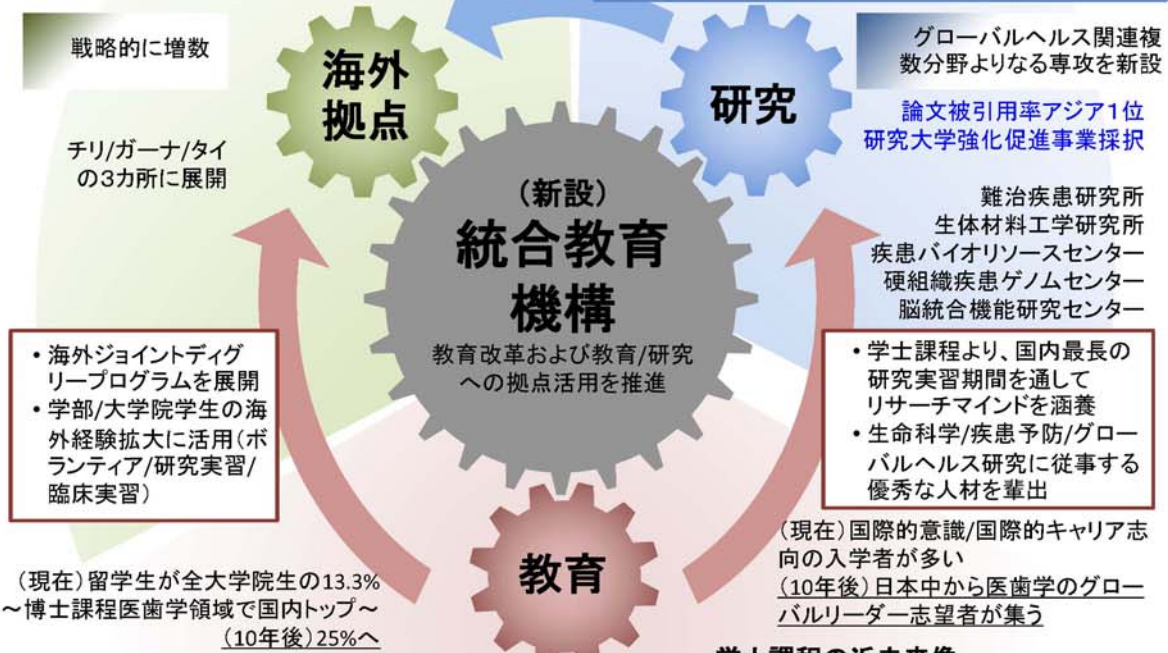 戦略的に増数
海外
拠点
チリ/ガーナ/タイ
の3カ所に展開
研究
グローバルヘルス関連複
数分野よりなる専攻を新設
論文被引用率アジア1位
研究大学強化促進事業採択
難治疾患研究所
生体材料工学研究所
疾患バイオリソースセンター
硬組織疾患ゲノムセンター
脳統合機能研究センター
(新設)
統合教育
機構
教育改革および教育/研究
への拠点活用を推進
• 海外ジョイントディグ
リープログラムを展開
• 学部/大学院学生の海
外経験拡大に活用(ボ
ランティア/研究実習/
臨床実習)
• 学士課程より、国内最長の
研究実習期間を通して
リサーチマインドを涵養
• 生命科学/疾患予防/グロー
バルヘルス研究に従事する
優秀な人材を輩出
教育
(現在)留学生が全大学院生の13.3%
～博士課程医歯学領域で国内トップ～
(10年後)25%へ
(現在)国際的意識/国際的キャリア志
向の入学者が多い
(10年後)日本中から医歯学のグロー
バルリーダー志望者が集う